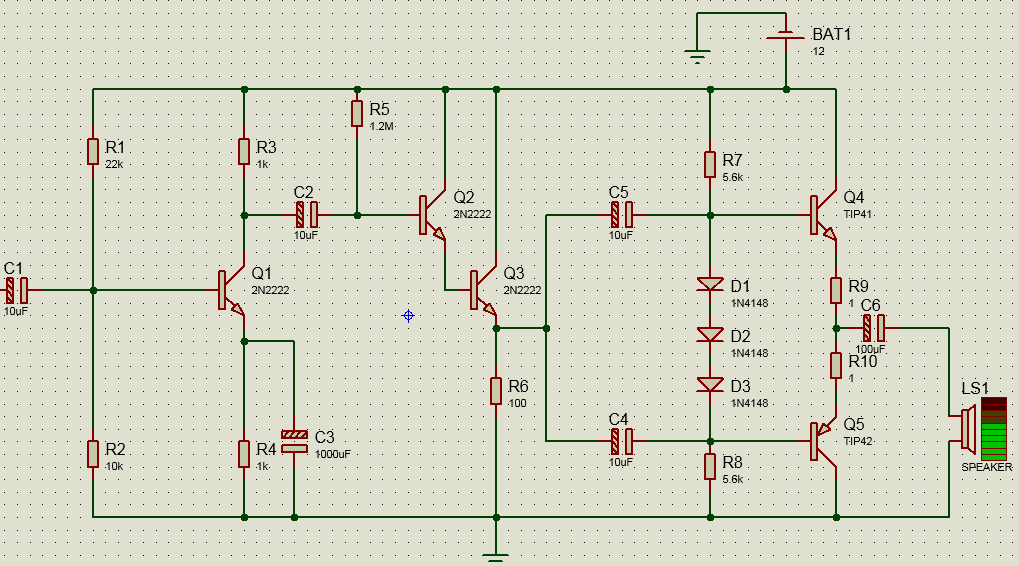 BAT1
12
R1
22k
R3
1k
R5
1.2M
C2
10uF
Q2
2N2222
C5
10uF
R7
5.6k
Q4
TIP41
C1
10uF
Q1
2N2222
Q3
2N2222
D1
1N4148
R9
1
C6
100uF
D2
1N4148
R10
1
R6
100
D3
1N4148
LS1
SPEAKER
R2
10k
R4
1k
C3
1000uF
C4
10uF
R8
5.6k
Q5
TIP42